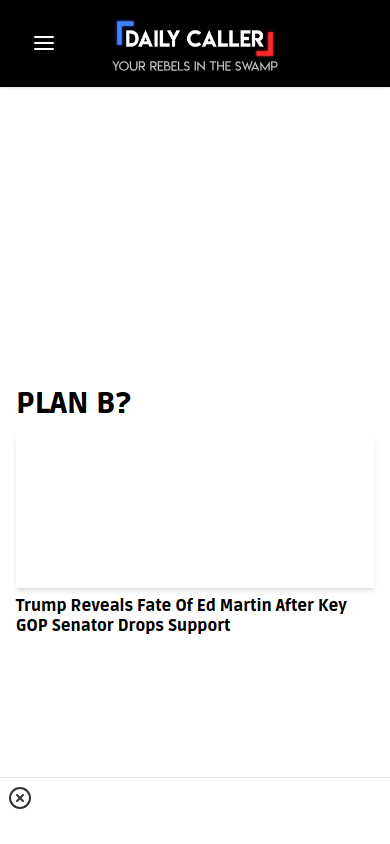 DAILY CALLER
YOUR REBELS IN THE SWAMP
PLAN B?
Trump Reveals Fate Of Ed Martin After Key
GOP Senator Drops Support